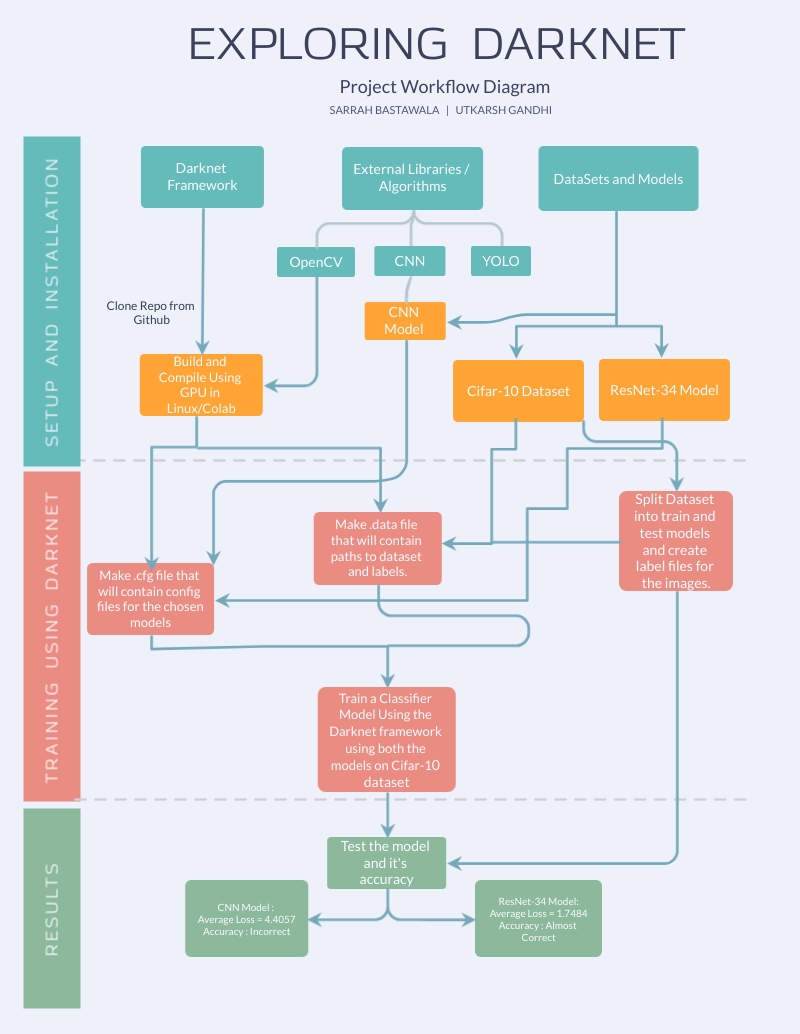 EXPLORING DARKNET
Project Workflow Diagram
SARRAH BASTAWALA | UTKARSH GANDHI
SETUP AND INSTALLATION
Darknet
Framework
External Libraries /
Algorithms
DataSets and Models
OpenCV
CNN
YOLO
Clone Repo from
Github
CNN
Model
Build and
Compile Using
GPU in
Linux/Colab
Cifar-10 Dataset
ResNet-34 Model
TRAINING USING DARKNET
Split Dataset
into train and
test models
and create
label files for
the images.
Make .data file
that will contain
paths to dataset
and labels.
Make .cfg file that
will contain config
files for the chosen
models
Train a Classifier
Model Using the
Darknet framework
using both the
models on Cifar-10
dataset
RESULTS
Test the model
and it's
accuracy
CNN Model :
Average Loss = 4.4057
Accuracy : Incorrect
ResNet-34 Model:
Average Loss = 1.7484
Accuracy : Almost
Correct